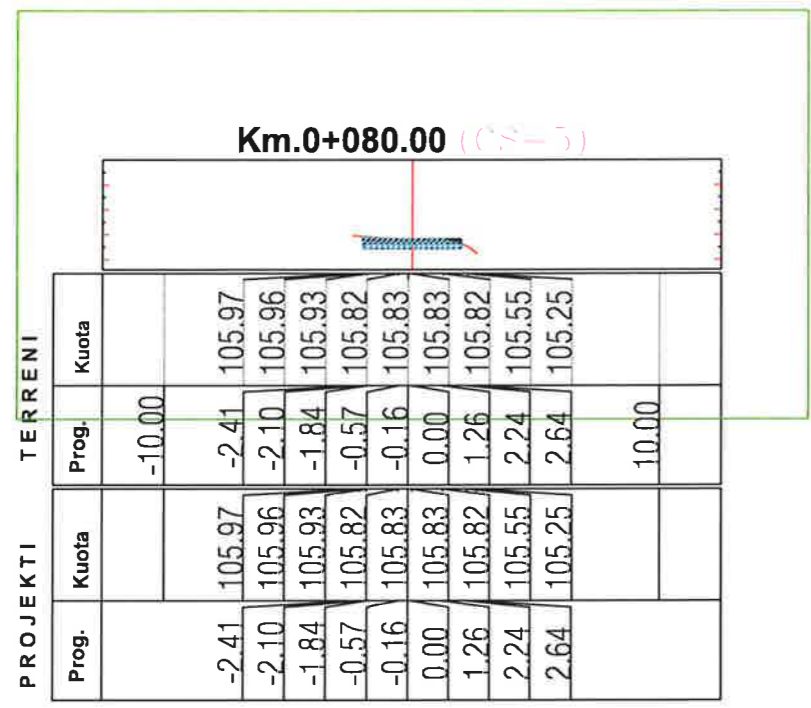 Km.0+080.00 (CS-5)
TERRENI
Kuota 105.97 105.96 105.93 105.82 105.83 105.83 105.82 105.55 105.25
Prog. -10.00 -2.41 -2.10 -1.84 -0.57 -0.16 0.00 1.26 2.24 2.64 10.00
PROJEKTI
Kuota 105.97 105.96 105.93 105.82 105.83 105.83 105.82 105.55 105.25
Prog. -2.41 -2.10 -1.84 -0.57 -0.16 0.00 1.26 2.24 2.64